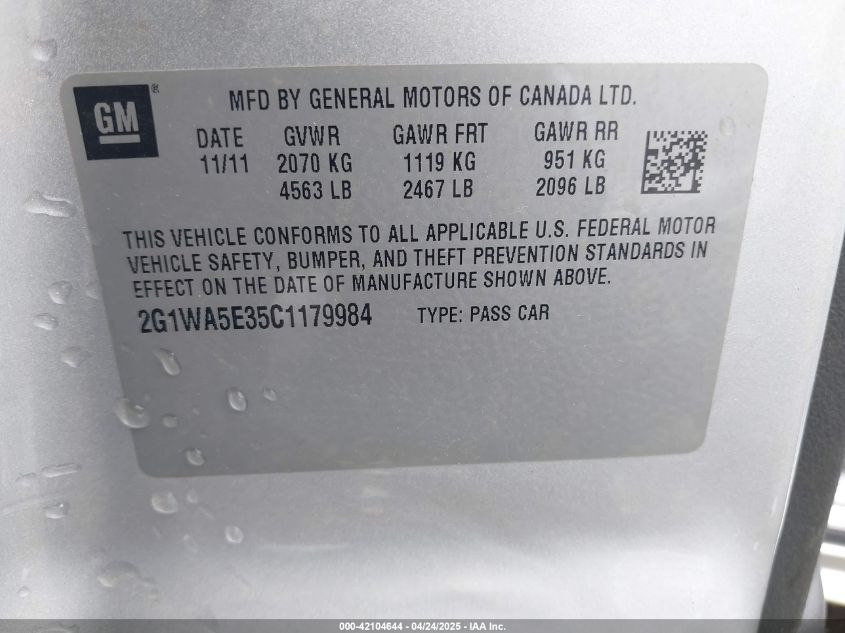 GM®
MFD BY GENERAL MOTORS OF CANADA LTD.
DATE GVWR GAWR FRT GAWR RR
11/11 2070 KG 1119 KG 951 KG
4563 LB 2467 LB 2096 LB
THIS VEHICLE CONFORMS TO ALL APPLICABLE U.S. FEDERAL MOTOR
VEHICLE SAFETY, BUMPER, AND THEFT PREVENTION STANDARDS IN
EFFECT ON THE DATE OF MANUFACTURE SHOWN ABOVE.
2G1WA5E35C1179984 TYPE: PASS CAR
000-42104644 - 04/24/2025 - IAA Inc.